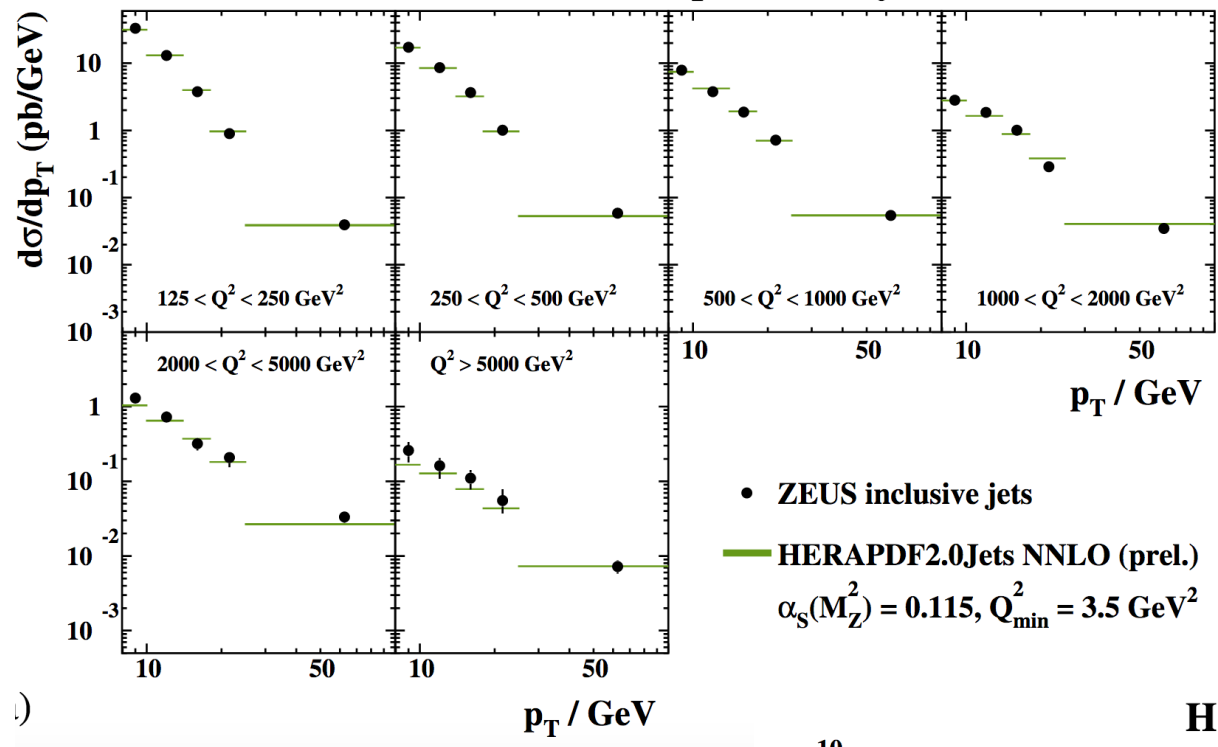 dσ/dp_T (pb/GeV)
10
1
10^-1
10^-2
10^-3
125 < Q^2 < 250 GeV^2
250 < Q^2 < 500 GeV^2
500 < Q^2 < 1000 GeV^2
1000 < Q^2 < 2000 GeV^2
10 50 10 50
p_T / GeV
2000 < Q^2 < 5000 GeV^2
Q^2 > 5000 GeV^2
1
10^-1
10^-2
10^-3
10 50 10 50
p_T / GeV
ZEUS inclusive jets
HERAPDF2.0Jets NNLO (prel.)
α_S(M_Z^2) = 0.115, Q_min^2 = 3.5 GeV^2
)
H
10